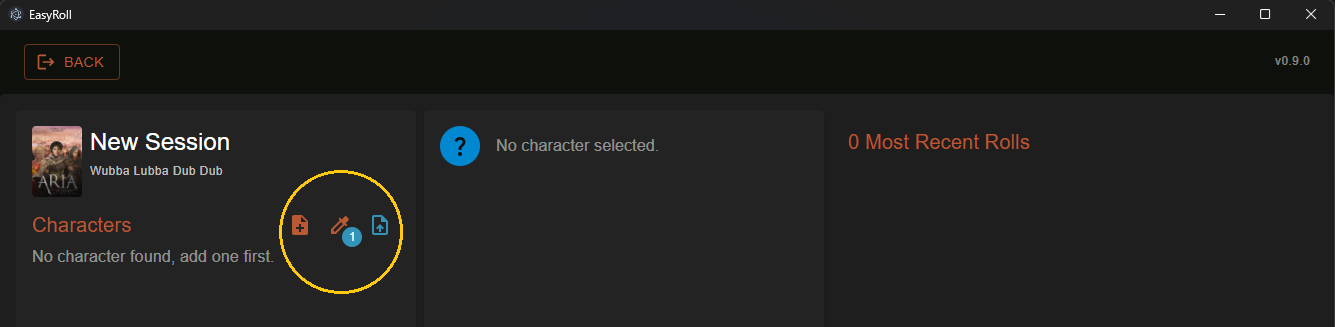 EasyRoll
BACK
v0.9.0
ARIA
New Session
Wubba Lubba Dub Dub
Characters
1
No character found, add one first.
?
No character selected.
0 Most Recent Rolls